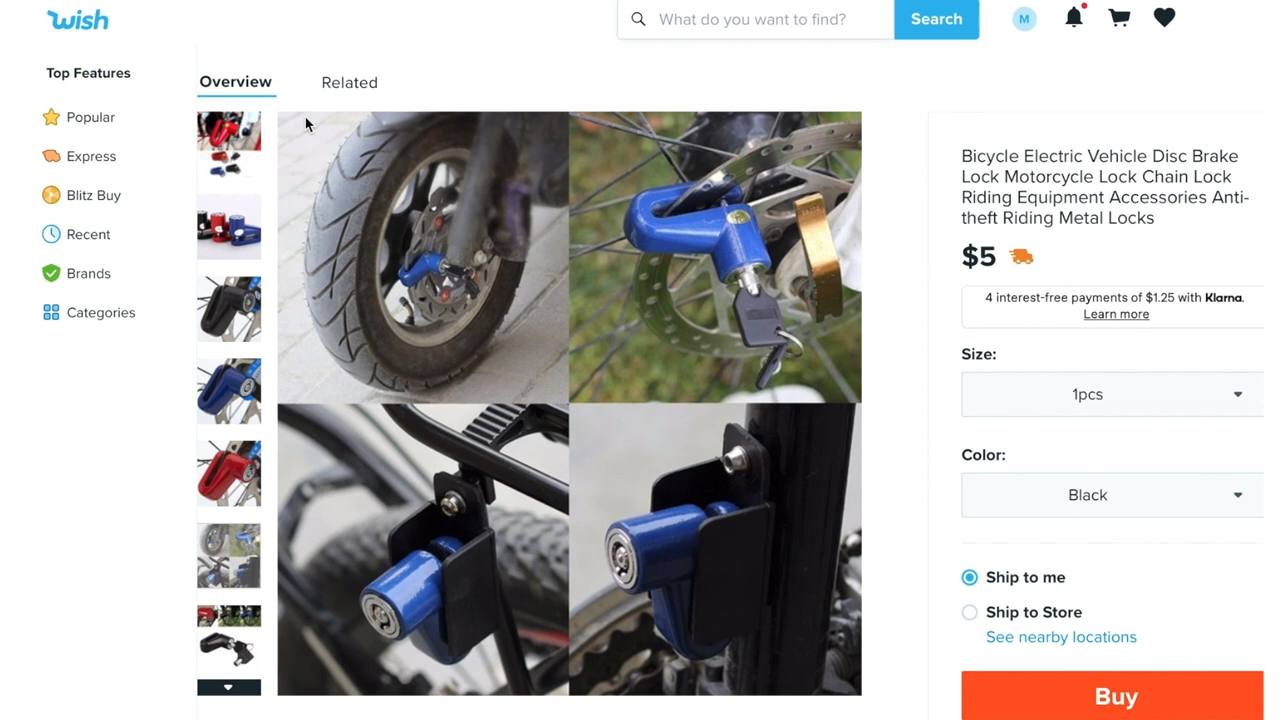 wish
What do you want to find?
Search
M
Top Features
Popular
Express
Blitz Buy
Recent
Brands
Categories
Overview
Related
Bicycle Electric Vehicle Disc Brake
Lock Motorcycle Lock Chain Lock
Riding Equipment Accessories Anti-
theft Riding Metal Locks
$5
4 interest-free payments of $1.25 with Klarna.
Learn more
Size:
1pcs
Color:
Black
Ship to me
Ship to Store
See nearby locations
Buy